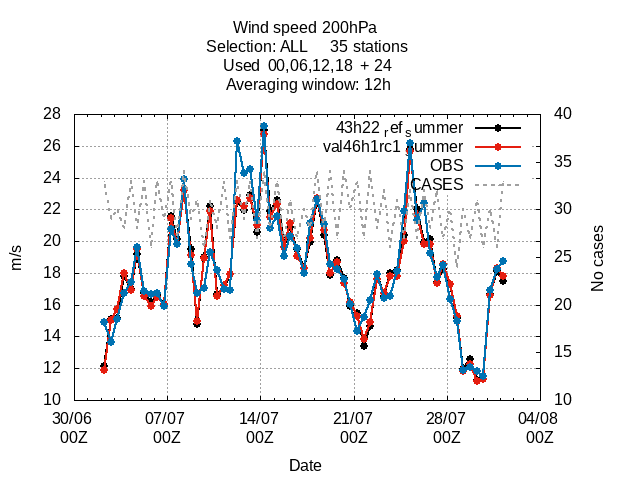 Wind speed 200hPa
Selection: ALL 35 stations
Used 00,06,12,18 + 24
Averaging window: 12h
28
26
24
22
20
18
16
14
12
10
m/s
40
35
30
25
20
15
10
No cases
43h22_ref_summer
val46h1rc1 summer
OBS
CASES
30/06 07/07 14/07 21/07 28/07 04/08
00Z 00Z 00Z 00Z 00Z 00Z
Date